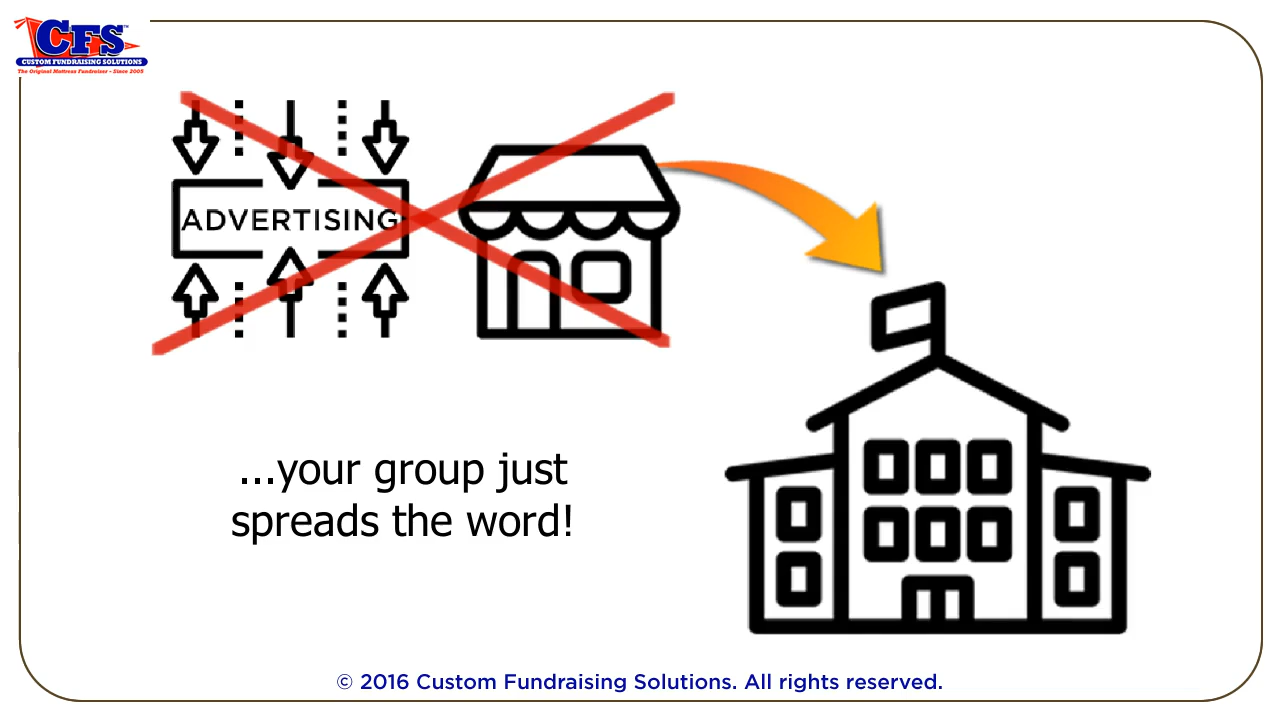 CFS™
CUSTOM FUNDRAISING SOLUTIONS
The Original Mattress Fundraiser - Since 2005
ADVERTISING
...your group just
spreads the word!
© 2016 Custom Fundraising Solutions. All rights reserved.